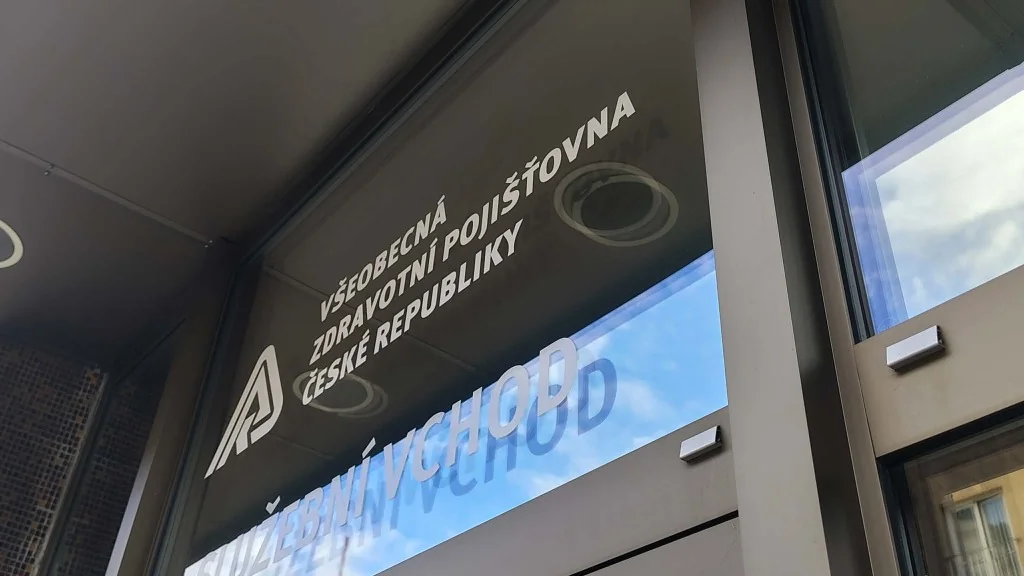 VŠEOBECNÁ
ZDRAVOTNÍ POJIŠŤOVNA
ČESKÉ REPUBLIKY
SLUŽEBNÍ VCHOD